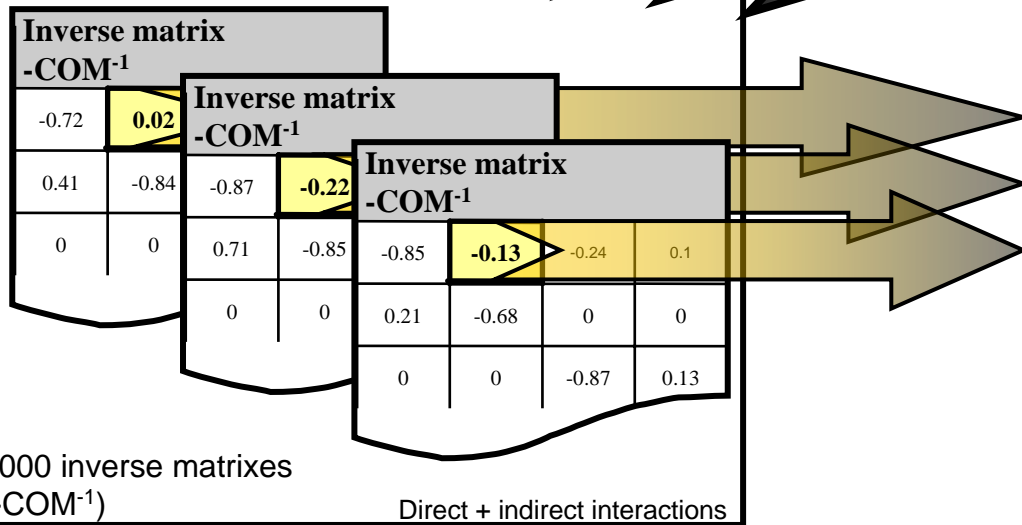 Inverse matrix
-COM-1
-0.72 0.02
0.41 -0.84
0 0
Inverse matrix
-COM-1
-0.87 -0.22
0.71 -0.85
0 0
Inverse matrix
-COM-1
-0.85 -0.13 -0.24 0.1
0.21 -0.68 0 0
0 0 -0.87 0.13
000 inverse matrixes
-COM-1)
Direct + indirect interactions